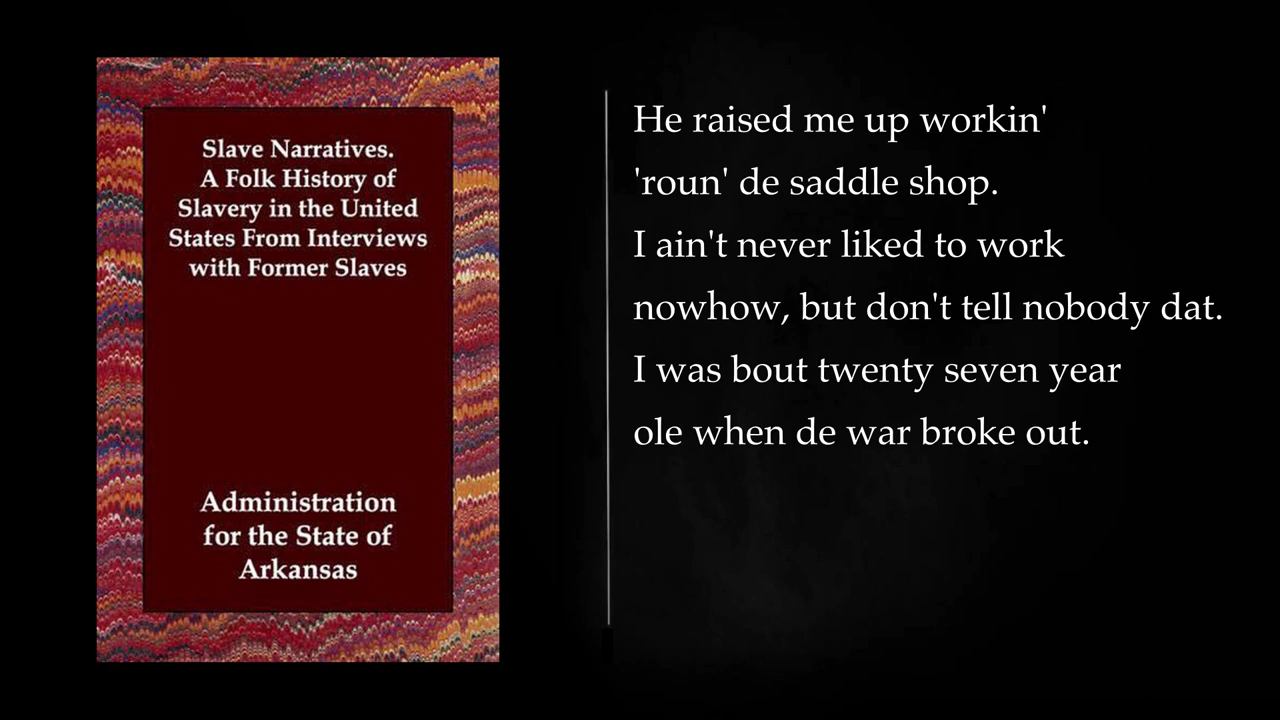 Slave Narratives.
A Folk History of
Slavery in the United
States From Interviews
with Former Slaves
Administration
for the State of
Arkansas
He raised me up workin'
'roun' de saddle shop.
I ain't never liked to work
nowhow, but don't tell nobody dat.
I was bout twenty seven year
ole when de war broke out.